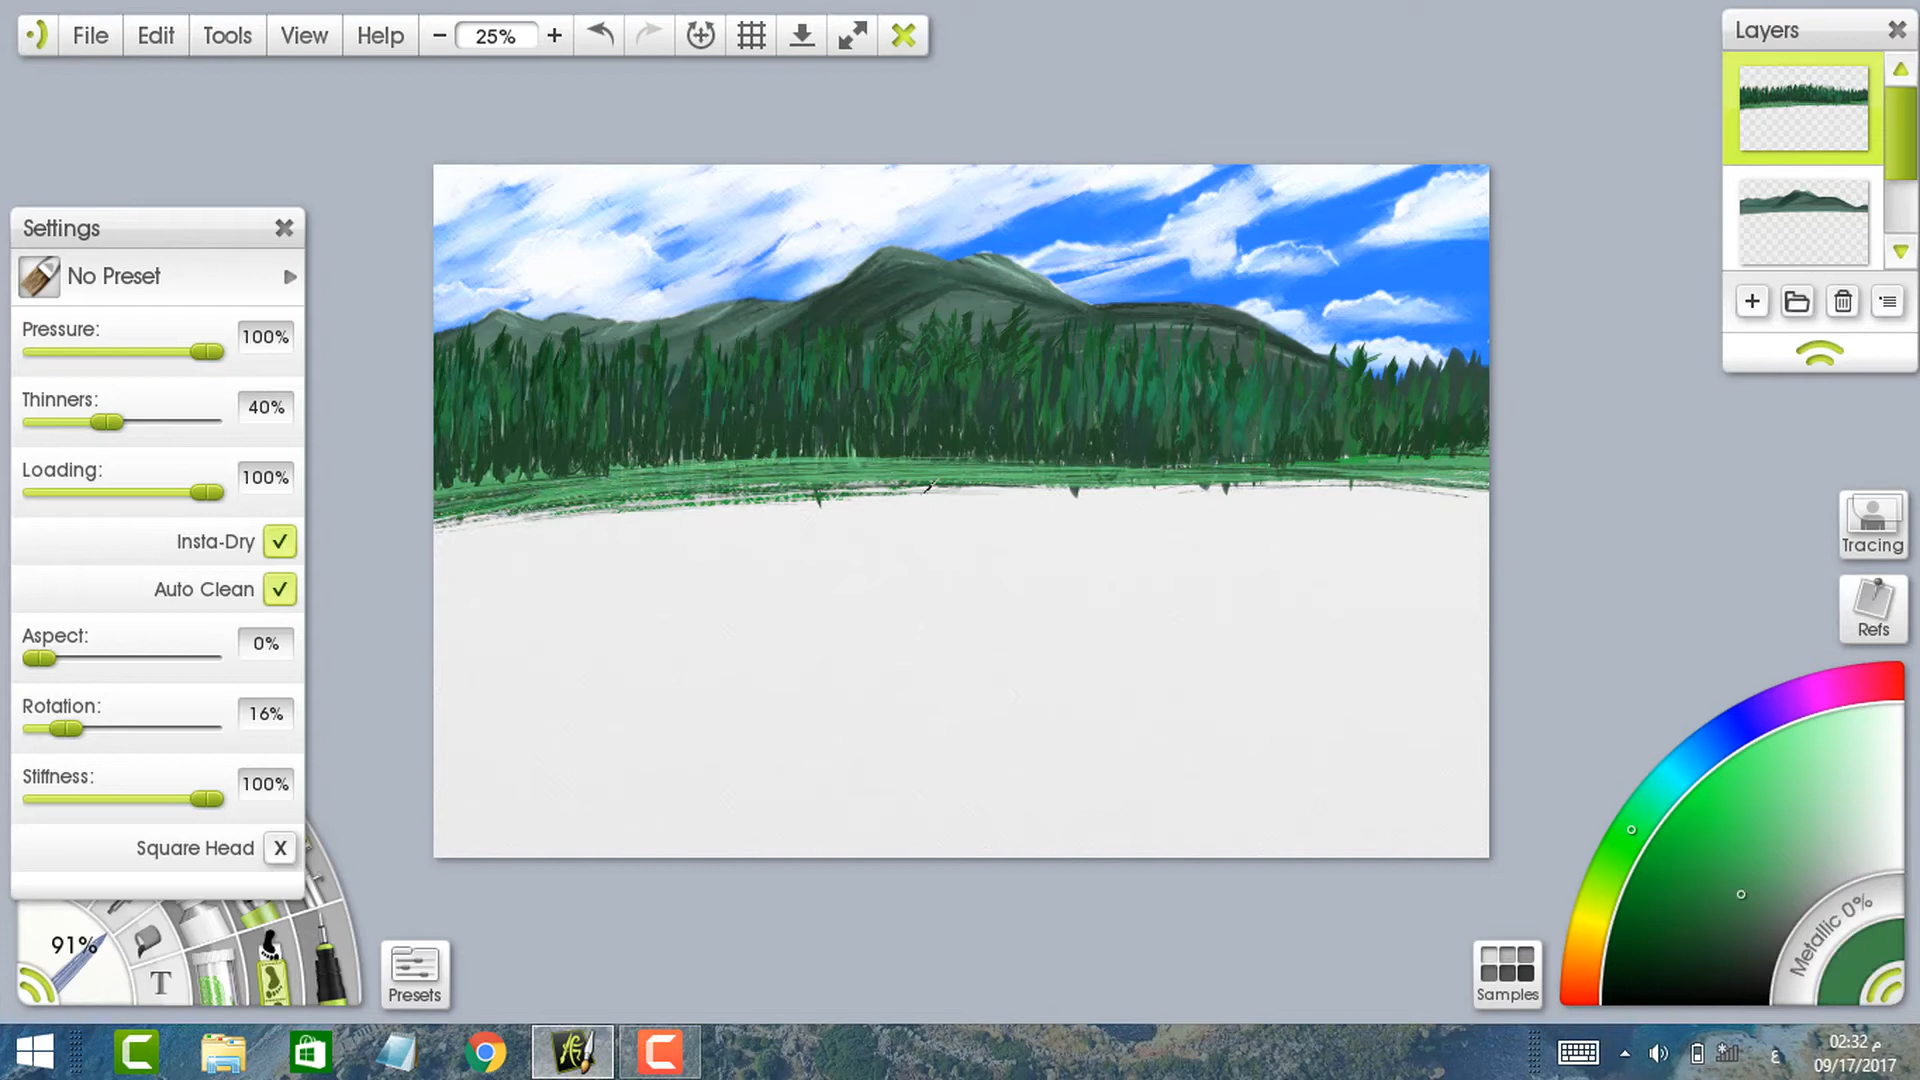 File Edit Tools View Help 25%
Layers
Settings
No Preset
Pressure: 100%
Thinners: 40%
Loading: 100%
Insta-Dry
Auto Clean
Aspect: 0%
Rotation: 16%
Stiffness: 100%
Square Head X
Tracing
Refs
91%
T
Presets
Samples
Metallic 0%
ع
02:32 م
09/17/2017